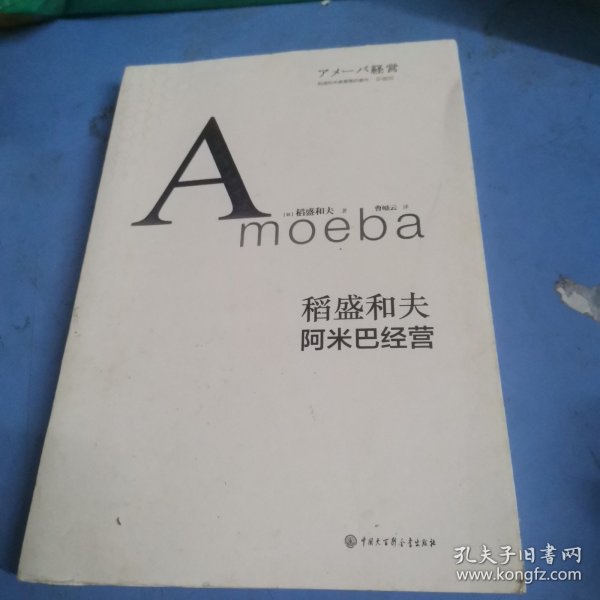 アメーバ経営
A
[日]稻盛和夫 著 曹岫云 译
moeba
稻盛和夫
阿米巴经营
中国大百科全书出版社
孔夫子旧书网
www.kongfz.com